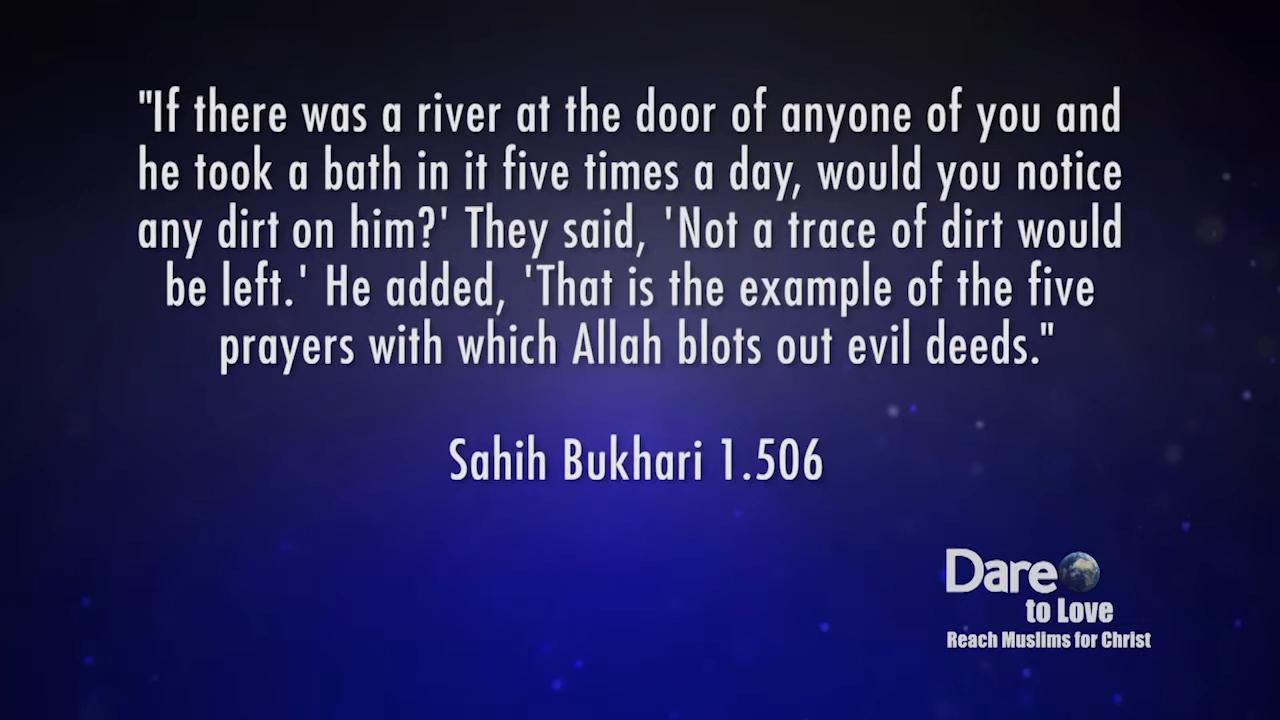 "If there was a river at the door of anyone of you and
he took a bath in it five times a day, would you notice
any dirt on him?' They said, 'Not a trace of dirt would
be left.' He added, 'That is the example of the five
prayers with which Allah blots out evil deeds."
Sahih Bukhari 1.506
Dare
to Love
Reach Muslims for Christ